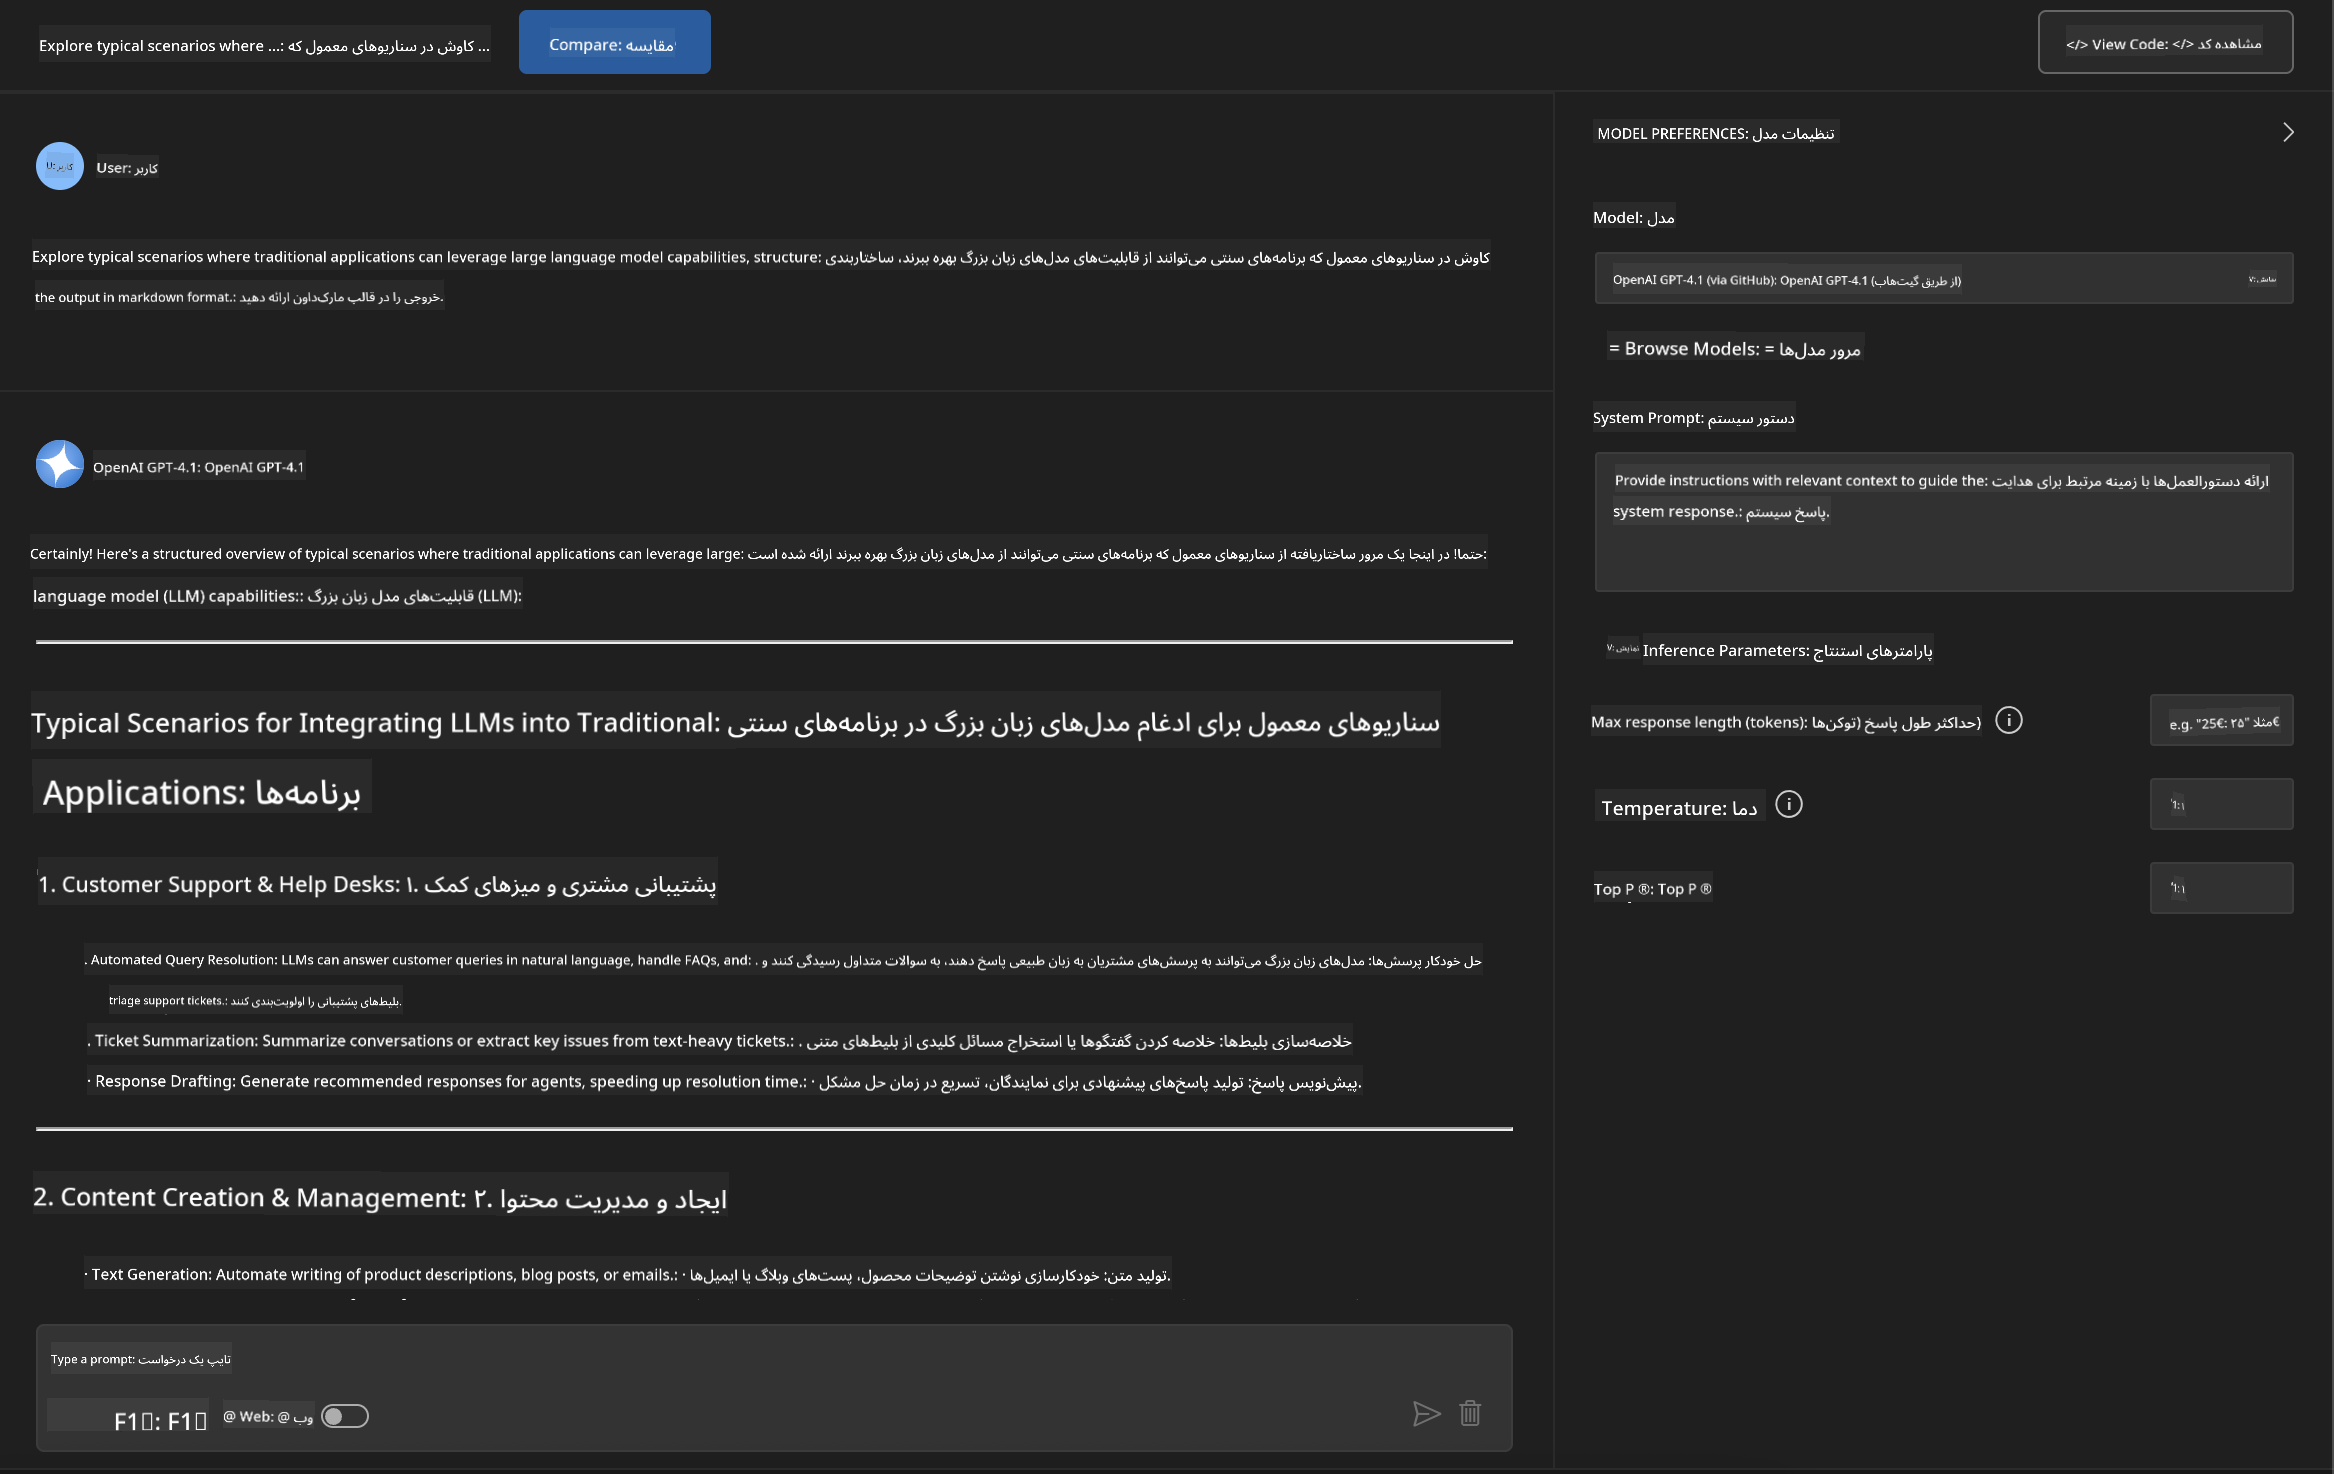 Explore typical scenarios where ...: کاوش در سناریوهای معمول که ...
Compare: مقایسه
</> View Code: </> مشاهده کد
U: کاربر
User: کاربر
Explore typical scenarios where traditional applications can leverage large language model capabilities, structure: کاوش در سناریوهای معمول که برنامه‌های سنتی می‌توانند از قابلیت‌های مدل‌های زبان بزرگ بهره ببرند، ساختاربندی
the output in markdown format.: خروجی را در قالب مارک‌داون ارائه دهید.
OpenAI GPT-4.1: OpenAI GPT-4.1
Certainly! Here's a structured overview of typical scenarios where traditional applications can leverage large: حتما! در اینجا یک مرور ساختاریافته از سناریوهای معمول که برنامه‌های سنتی می‌توانند از مدل‌های زبان بزرگ بهره ببرند ارائه شده است:
language model (LLM) capabilities:: قابلیت‌های مدل زبان بزرگ (LLM):
Typical Scenarios for Integrating LLMs into Traditional: سناریوهای معمول برای ادغام مدل‌های زبان بزرگ در برنامه‌های سنتی
Applications: برنامه‌ها
1. Customer Support & Help Desks: ۱. پشتیبانی مشتری و میزهای کمک
. Automated Query Resolution: LLMs can answer customer queries in natural language, handle FAQs, and: . حل خودکار پرسش‌ها: مدل‌های زبان بزرگ می‌توانند به پرسش‌های مشتریان به زبان طبیعی پاسخ دهند، به سوالات متداول رسیدگی کنند و
triage support tickets.: بلیط‌های پشتیبانی را اولویت‌بندی کنند.
. Ticket Summarization: Summarize conversations or extract key issues from text-heavy tickets.: . خلاصه‌سازی بلیط‌ها: خلاصه کردن گفتگوها یا استخراج مسائل کلیدی از بلیط‌های متنی
· Response Drafting: Generate recommended responses for agents, speeding up resolution time.: · پیش‌نویس پاسخ: تولید پاسخ‌های پیشنهادی برای نمایندگان، تسریع در زمان حل مشکل.
2. Content Creation & Management: ۲. ایجاد و مدیریت محتوا
· Text Generation: Automate writing of product descriptions, blog posts, or emails.: · تولید متن: خودکارسازی نوشتن توضیحات محصول، پست‌های وبلاگ یا ایمیل‌ها.
Type a prompt: تایپ یک درخواست
F1▯: F1▯
@ Web: @ وب
MODEL PREFERENCES: تنظیمات مدل
Model: مدل
OpenAI GPT-4.1 (via GitHub): OpenAI GPT-4.1 (از طریق گیت‌هاب)
= Browse Models: = مرور مدل‌ها
System Prompt: دستور سیستم
Provide instructions with relevant context to guide the: ارائه دستورالعمل‌ها با زمینه مرتبط برای هدایت
system response.: پاسخ سیستم.
V: نمایش
Inference Parameters: پارامترهای استنتاج
Max response length (tokens): حداکثر طول پاسخ (توکن‌ها)
e.g. "25€: مثلا "۲۵€
Temperature: دما
1: ۱
Top P ®: Top P ®
1: ۱